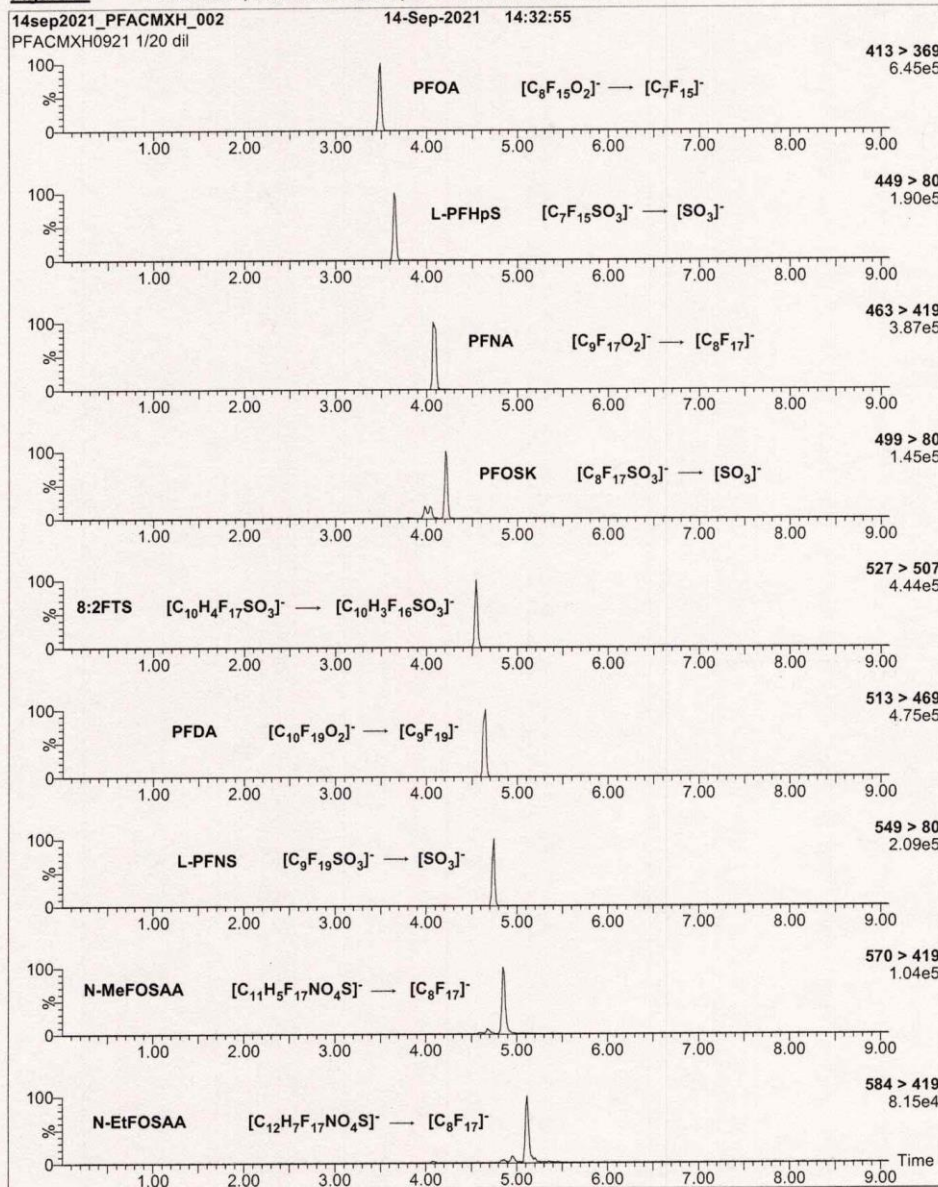 14sep2021_PFACMXH_002 14-Sep-2021 14:32:55
PFACMXH0921 1/20 dil
413 > 369
6.45e5
100
%
0
PFOA [C8F15O2]- → [C7F15]-
1.00 2.00 3.00 4.00 5.00 6.00 7.00 8.00 9.00
449 > 80
1.90e5
100
%
0
L-PFHpS [C7F15SO3]- → [SO3]-
1.00 2.00 3.00 4.00 5.00 6.00 7.00 8.00 9.00
463 > 419
3.87e5
100
%
0
PFNA [C9F17O2]- → [C8F17]-
1.00 2.00 3.00 4.00 5.00 6.00 7.00 8.00 9.00
499 > 80
1.45e5
100
%
0
PFOSK [C8F17SO3]- → [SO3]-
1.00 2.00 3.00 4.00 5.00 6.00 7.00 8.00 9.00
527 > 507
4.44e5
100
%
0
8:2FTS [C10H4F17SO3]- → [C10H3F16SO3]-
1.00 2.00 3.00 4.00 5.00 6.00 7.00 8.00 9.00
513 > 469
4.75e5
100
%
0
PFDA [C10F19O2]- → [C9F19]-
1.00 2.00 3.00 4.00 5.00 6.00 7.00 8.00 9.00
549 > 80
2.09e5
100
%
0
L-PFNS [C9F19SO3]- → [SO3]-
1.00 2.00 3.00 4.00 5.00 6.00 7.00 8.00 9.00
570 > 419
1.04e5
100
%
0
N-MeFOSAA [C11H5F17NO4S]- → [C8F17]-
1.00 2.00 3.00 4.00 5.00 6.00 7.00 8.00 9.00
584 > 419
8.15e4
100
%
0
N-EtFOSAA [C12H7F17NO4S]- → [C8F17]-
Time
1.00 2.00 3.00 4.00 5.00 6.00 7.00 8.00 9.00